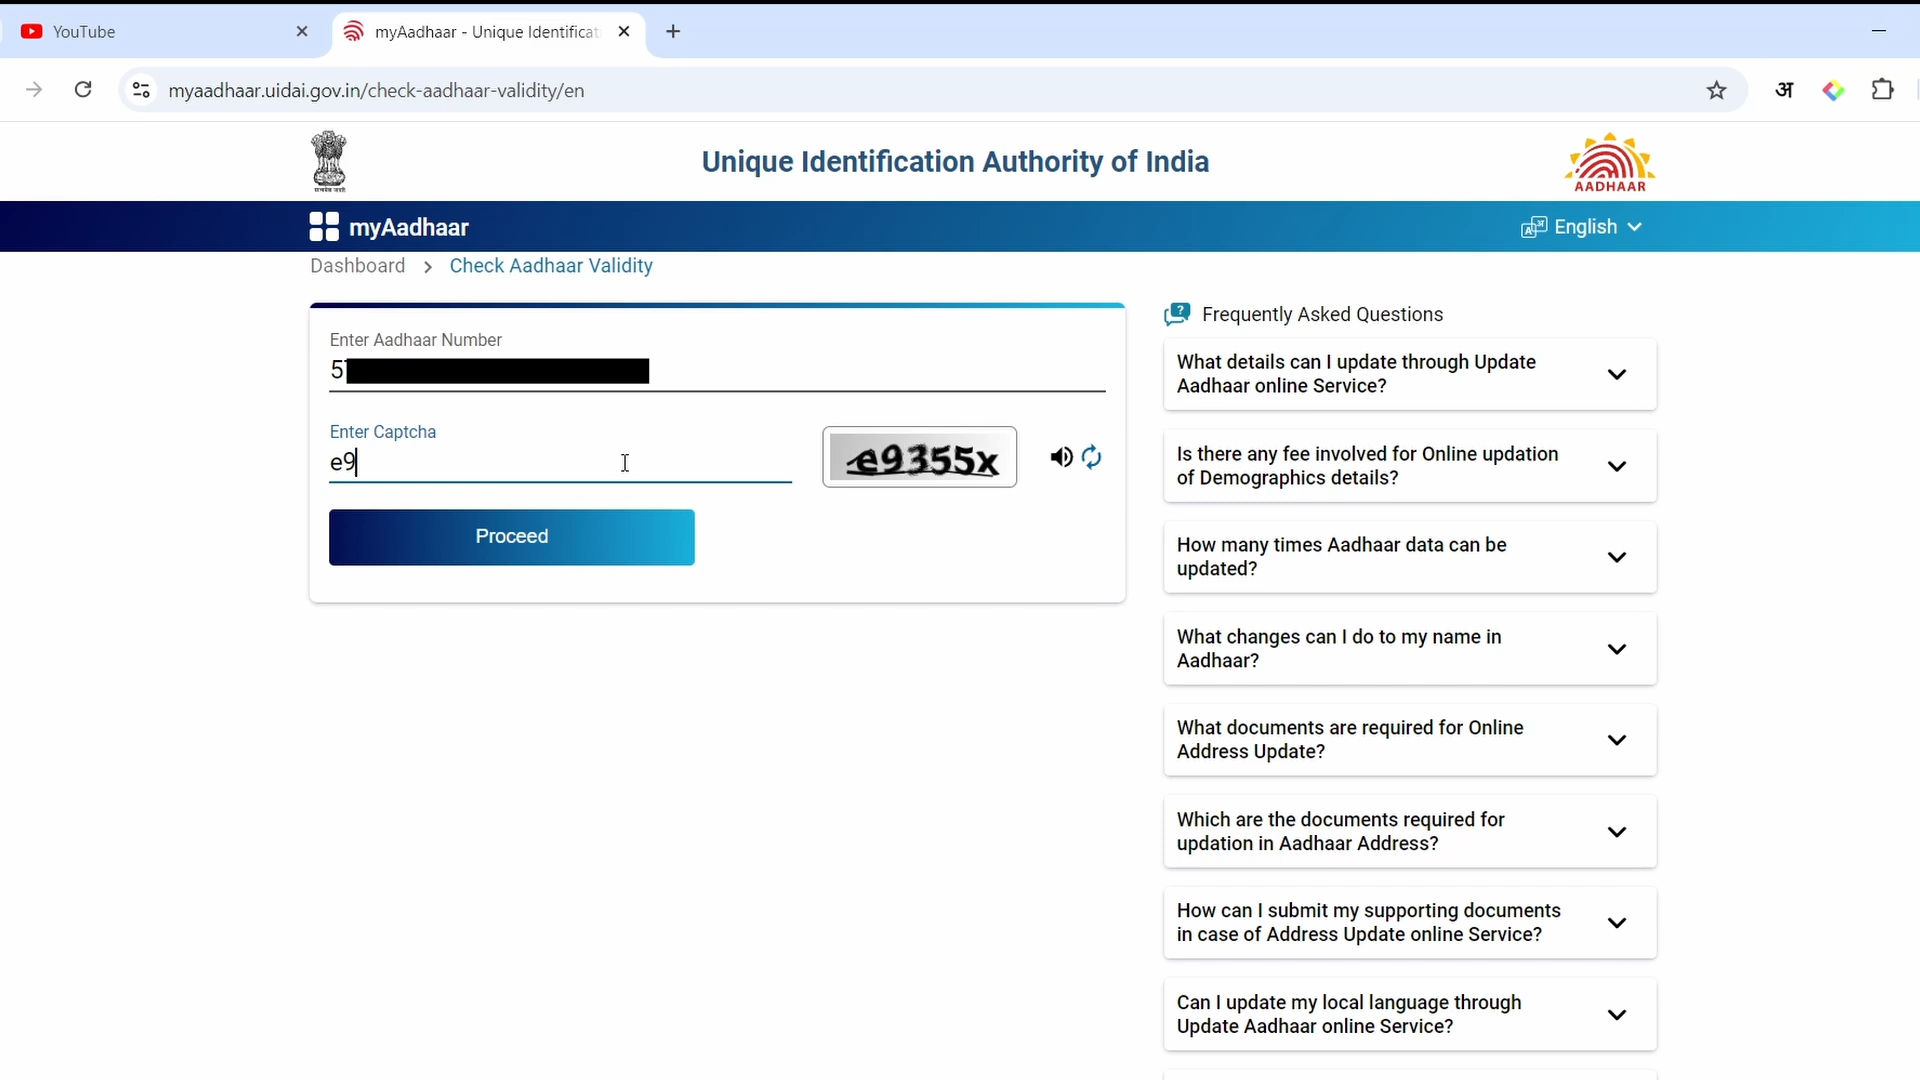 YouTube
myAadhaar - Unique Identificat
myaadhaar.uidai.gov.in/check-aadhaar-validity/en
अ
सत्यमेव जयते
Unique Identification Authority of India
AADHAAR
myAadhaar
English
Dashboard > Check Aadhaar Validity
Enter Aadhaar Number
5
Enter Captcha
e9
e9355x
Proceed
Frequently Asked Questions
What details can I update through Update
Aadhaar online Service?
Is there any fee involved for Online updation
of Demographics details?
How many times Aadhaar data can be
updated?
What changes can I do to my name in
Aadhaar?
What documents are required for Online
Address Update?
Which are the documents required for
updation in Aadhaar Address?
How can I submit my supporting documents
in case of Address Update online Service?
Can I update my local language through
Update Aadhaar online Service?